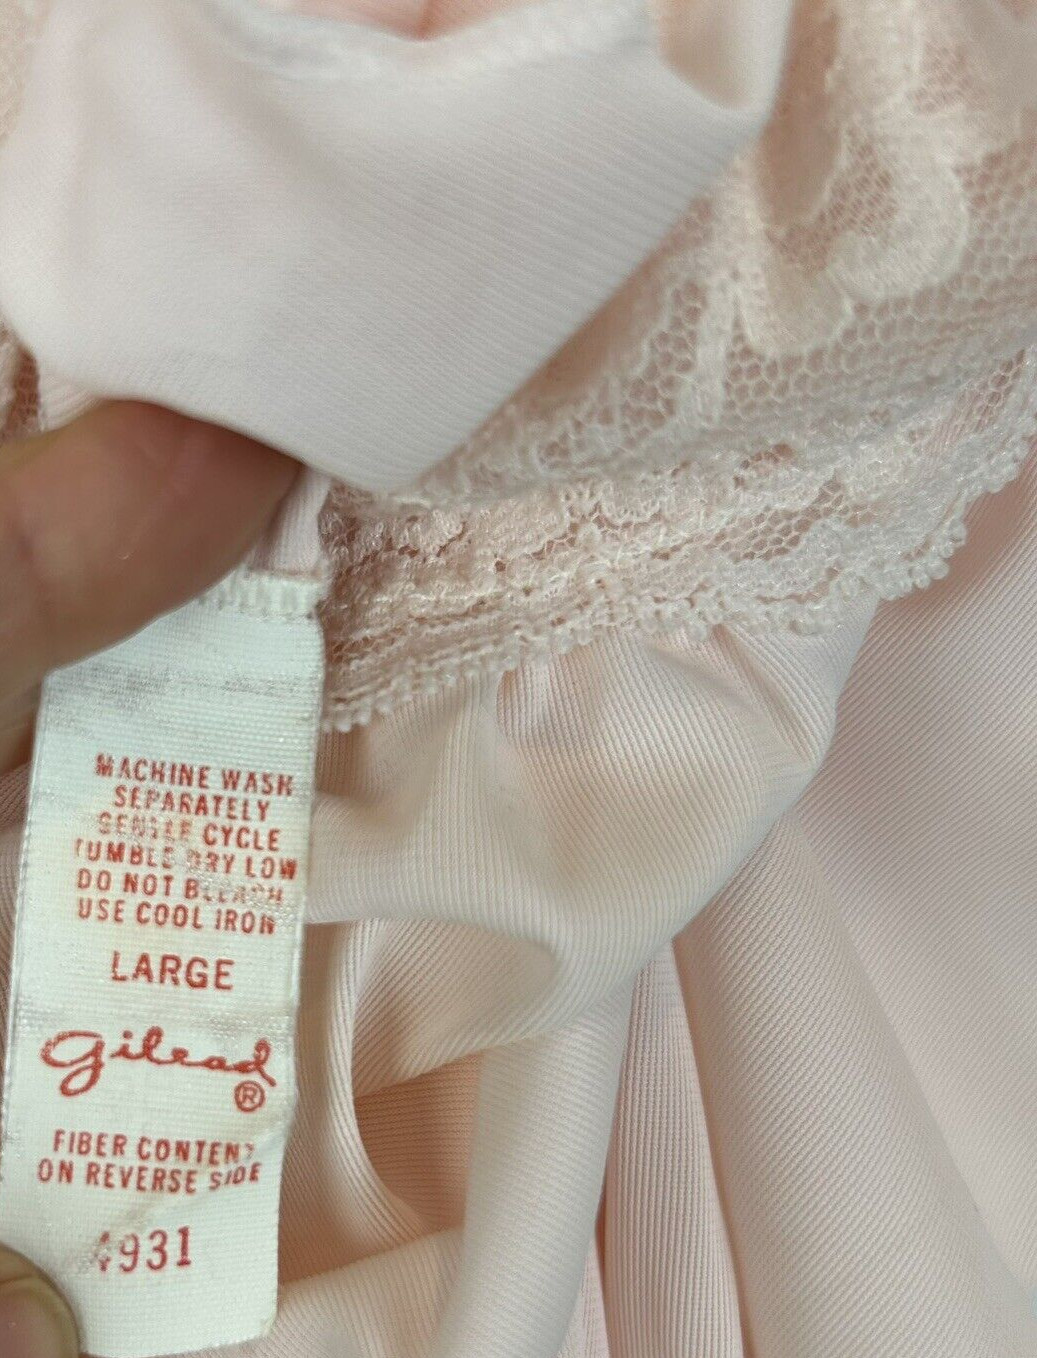 MACHINE WASH
SEPARATELY
GENTLE CYCLE
TUMBLE DRY LOW
DO NOT BLEACH
USE COOL IRON
LARGE
gilead
®
FIBER CONTENT
ON REVERSE SIDE
4931